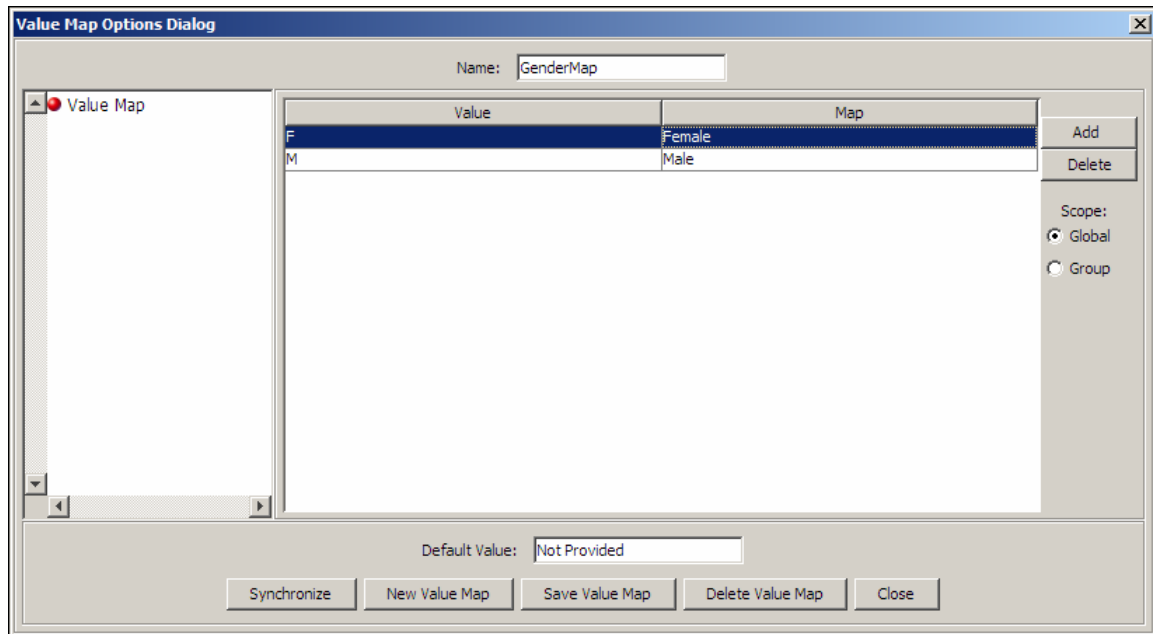 Value Map Options Dialog
Name: GenderMap
Value Map
Value Map
F Female
M Male
Add
Delete
Scope:
Global
Group
Default Value: Not Provided
Synchronize New Value Map Save Value Map Delete Value Map Close